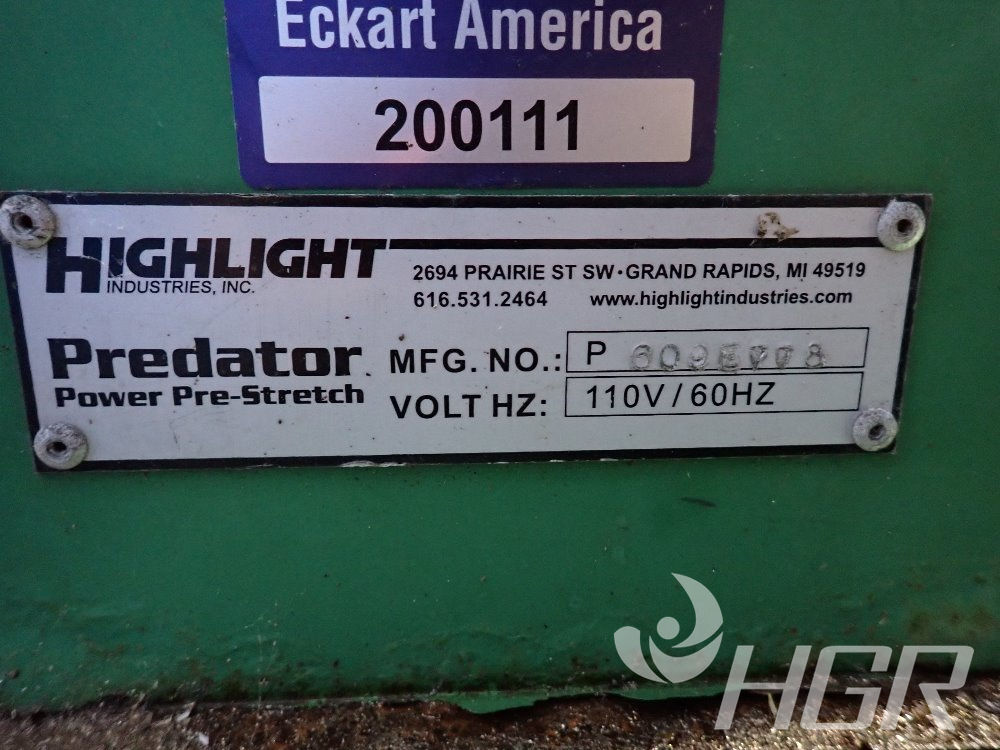 Eckart America
200111
HIGHLIGHT
INDUSTRIES, INC.
2694 PRAIRIE ST SW·GRAND RAPIDS, MI 49519
616.531.2464 www.highlightindustries.com
Predator
Power Pre-Stretch
MFG. NO.: P
VOLT HZ: 110V/60HZ
HGR